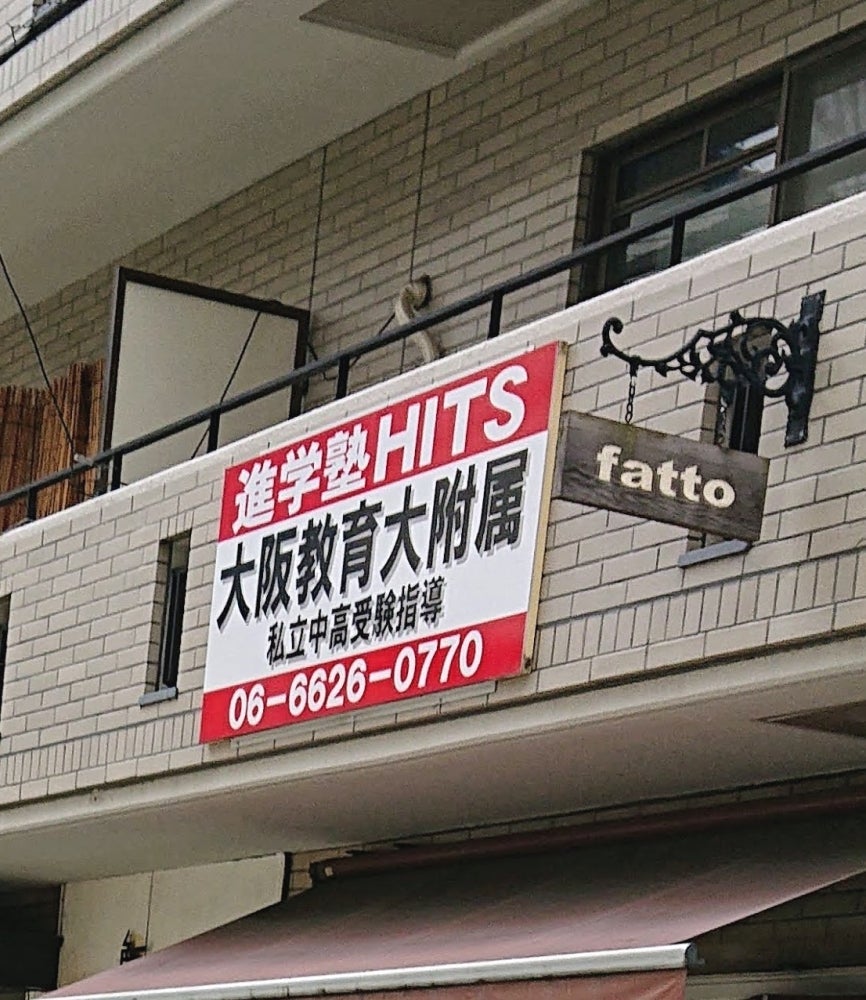 進学塾HITS
大阪教育大附属
私立中高受験指導
06-6626-0770
fatto